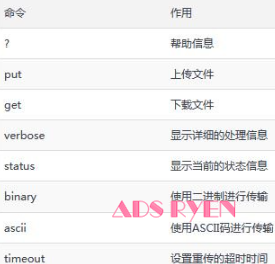 命令 作用
? 帮助信息
put 上传文件
get 下载文件
verbose 显示详细的处理信息
status 显示当前的状态信息
binary 使用二进制进行传输
ADS RYEN
ascii 使用ASCII码进行传输
timeout 设置重传的超时时间